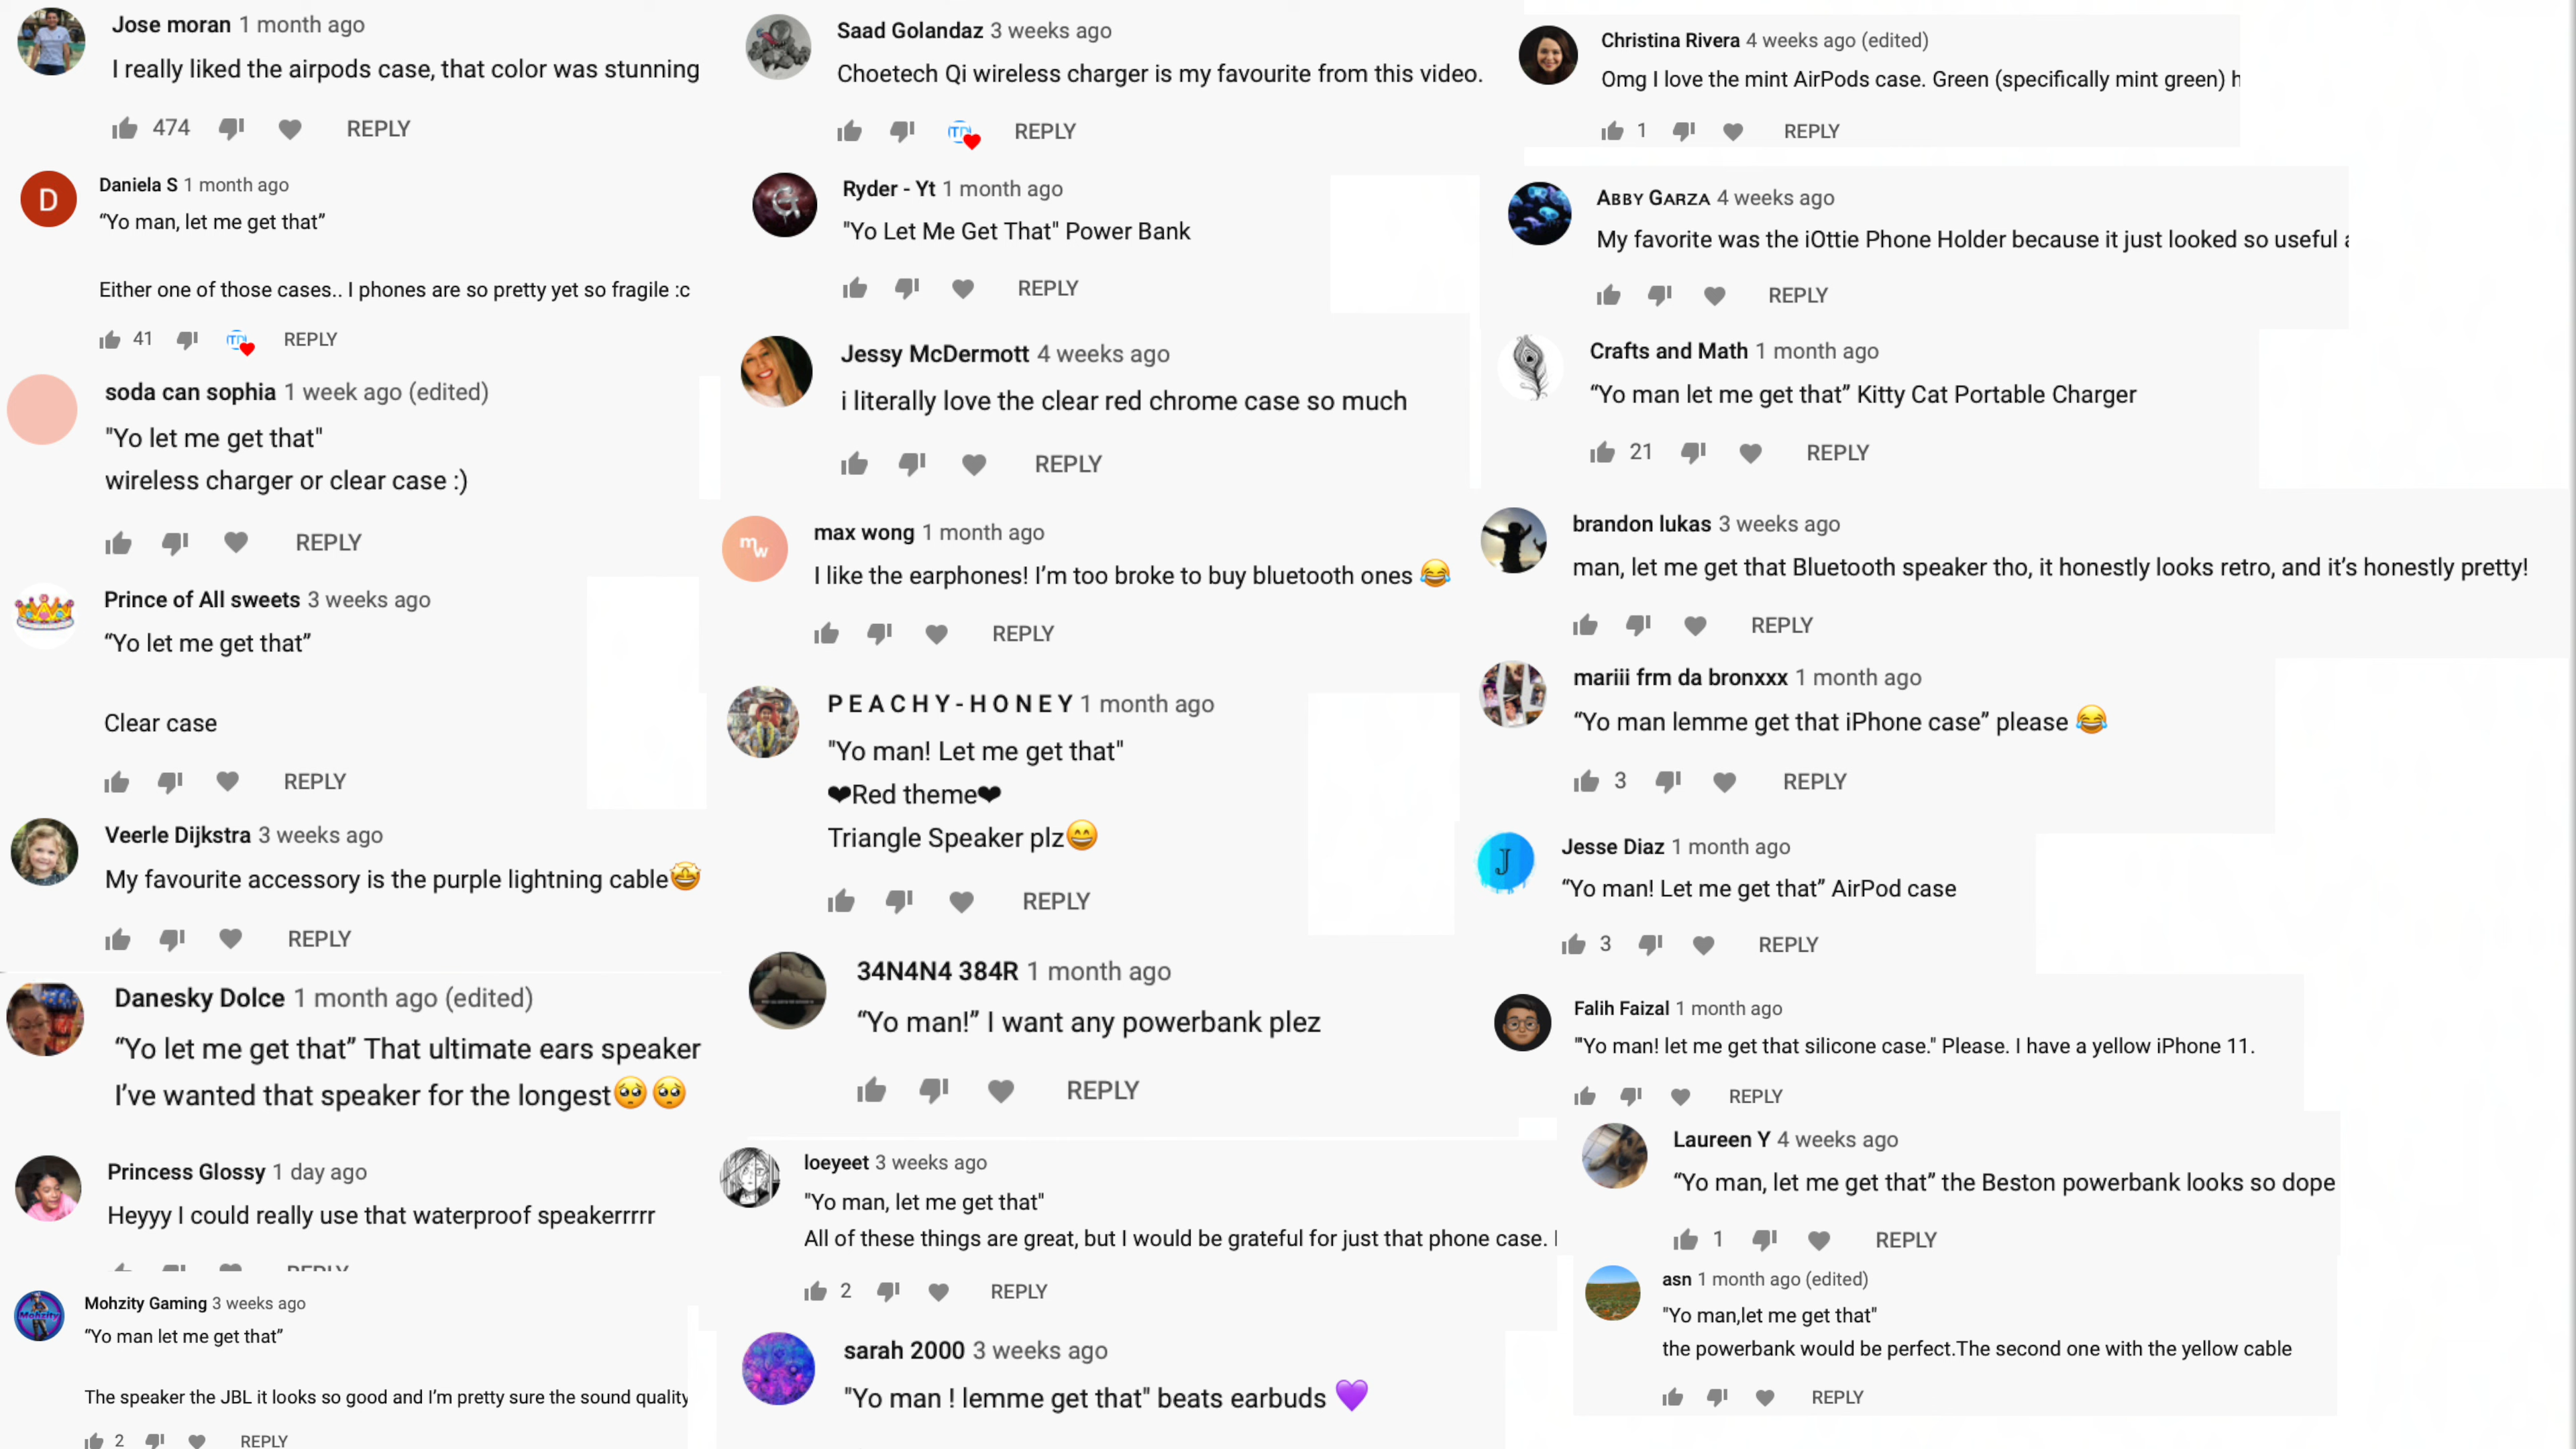 Jose moran 1 month ago
I really liked the airpods case, that color was stunning
474 REPLY
D
Daniela S 1 month ago
“Yo man, let me get that”
Either one of those cases.. I phones are so pretty yet so fragile :c
41 REPLY
soda can sophia 1 week ago (edited)
"Yo let me get that"
wireless charger or clear case :)
REPLY
Prince of All sweets 3 weeks ago
“Yo let me get that”
Clear case
REPLY
Veerle Dijkstra 3 weeks ago
My favourite accessory is the purple lightning cable🤩
REPLY
Danesky Dolce 1 month ago (edited)
“Yo let me get that” That ultimate ears speaker
I’ve wanted that speaker for the longest🥺🥺
Princess Glossy 1 day ago
Heyyy I could really use that waterproof speakerrrrr
REPLY
Mohzity
Mohzity Gaming 3 weeks ago
“Yo man let me get that”
The speaker the JBL it looks so good and I’m pretty sure the sound quality
2 REPLY
Saad Golandaz 3 weeks ago
Choetech Qi wireless charger is my favourite from this video.
REPLY
Ryder - Yt 1 month ago
"Yo Let Me Get That" Power Bank
REPLY
Jessy McDermott 4 weeks ago
i literally love the clear red chrome case so much
REPLY
mw
max wong 1 month ago
I like the earphones! I’m too broke to buy bluetooth ones 😂
REPLY
P E A C H Y - H O N E Y 1 month ago
"Yo man! Let me get that"
❤Red theme❤
Triangle Speaker plz😄
REPLY
34N4N4 384R 1 month ago
“Yo man!” I want any powerbank plez
REPLY
loeyeet 3 weeks ago
"Yo man, let me get that"
All of these things are great, but I would be grateful for just that phone case.
2 REPLY
sarah 2000 3 weeks ago
"Yo man ! lemme get that" beats earbuds 💜
Christina Rivera 4 weeks ago (edited)
Omg I love the mint AirPods case. Green (specifically mint green) h
1 REPLY
Abby Garza 4 weeks ago
My favorite was the iOttie Phone Holder because it just looked so useful
REPLY
Crafts and Math 1 month ago
“Yo man let me get that” Kitty Cat Portable Charger
21 REPLY
brandon lukas 3 weeks ago
man, let me get that Bluetooth speaker tho, it honestly looks retro, and it’s honestly pretty!
REPLY
mariii frm da bronxxx 1 month ago
“Yo man lemme get that iPhone case” please 😂
3 REPLY
J
Jesse Diaz 1 month ago
“Yo man! Let me get that” AirPod case
3 REPLY
Falih Faizal 1 month ago
"'Yo man! let me get that silicone case." Please. I have a yellow iPhone 11.
REPLY
Laureen Y 4 weeks ago
“Yo man, let me get that” the Beston powerbank looks so dope
1 REPLY
asn 1 month ago (edited)
"Yo man,let me get that"
the powerbank would be perfect.The second one with the yellow cable
REPLY